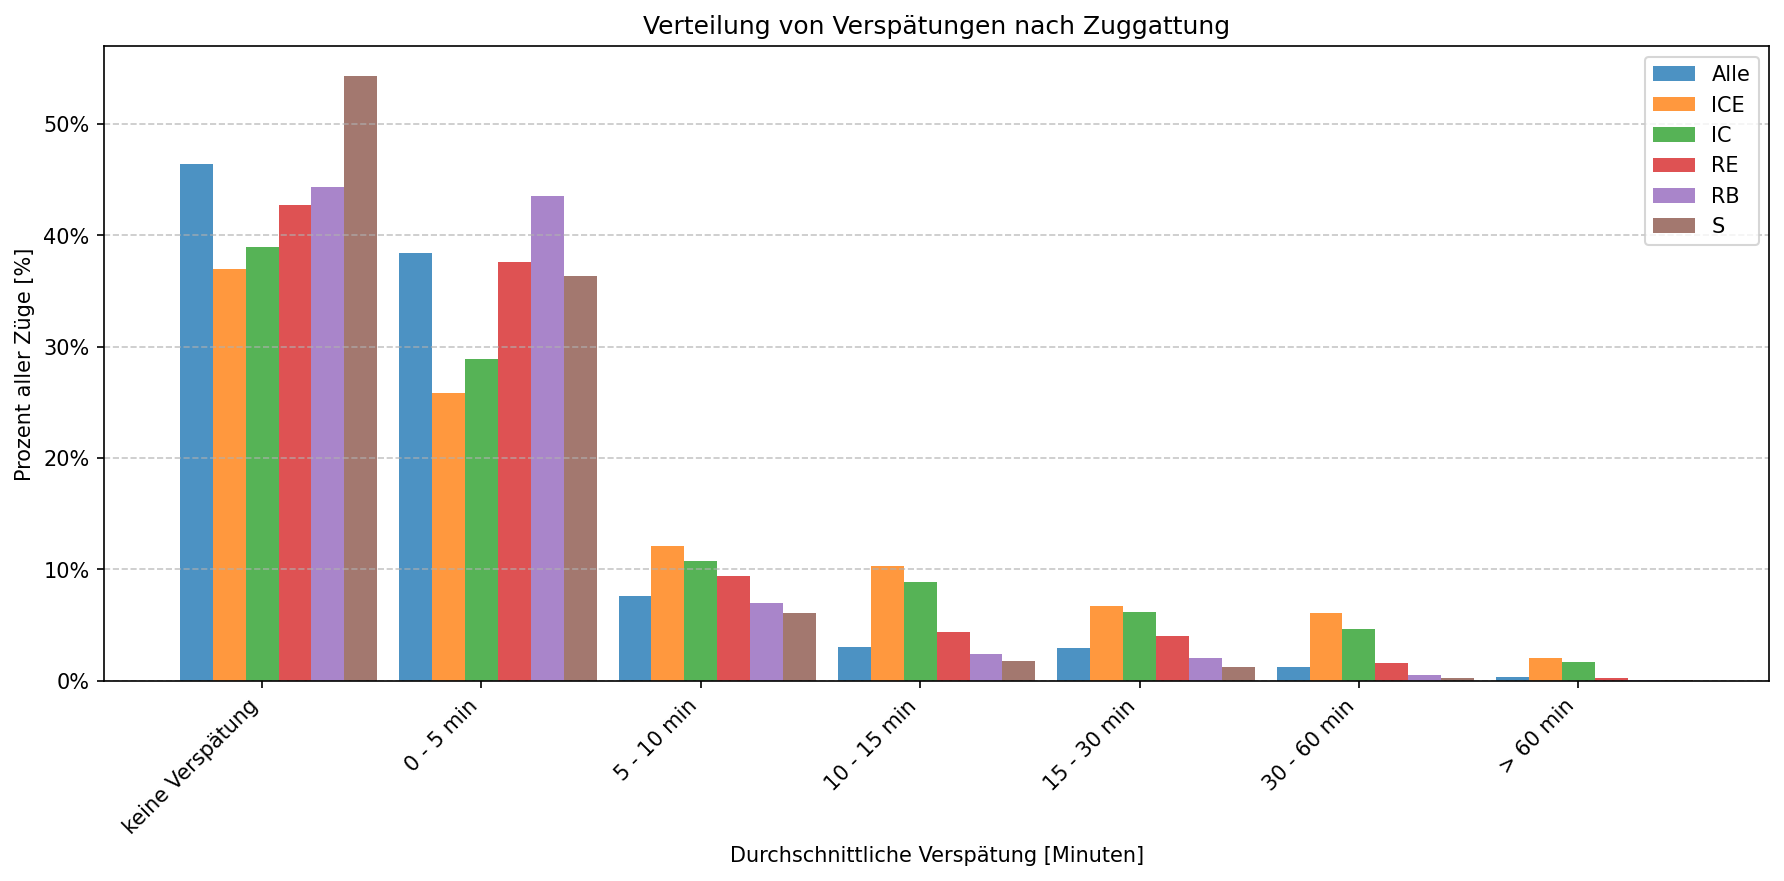 Verteilung von Verspätungen nach Zuggattung
Alle
ICE
IC
RE
RB
S
Prozent aller Züge [%]
50%
40%
30%
20%
10%
0%
keine Verspätung
0 - 5 min
5 - 10 min
10 - 15 min
15 - 30 min
30 - 60 min
> 60 min
Durchschnittliche Verspätung [Minuten]